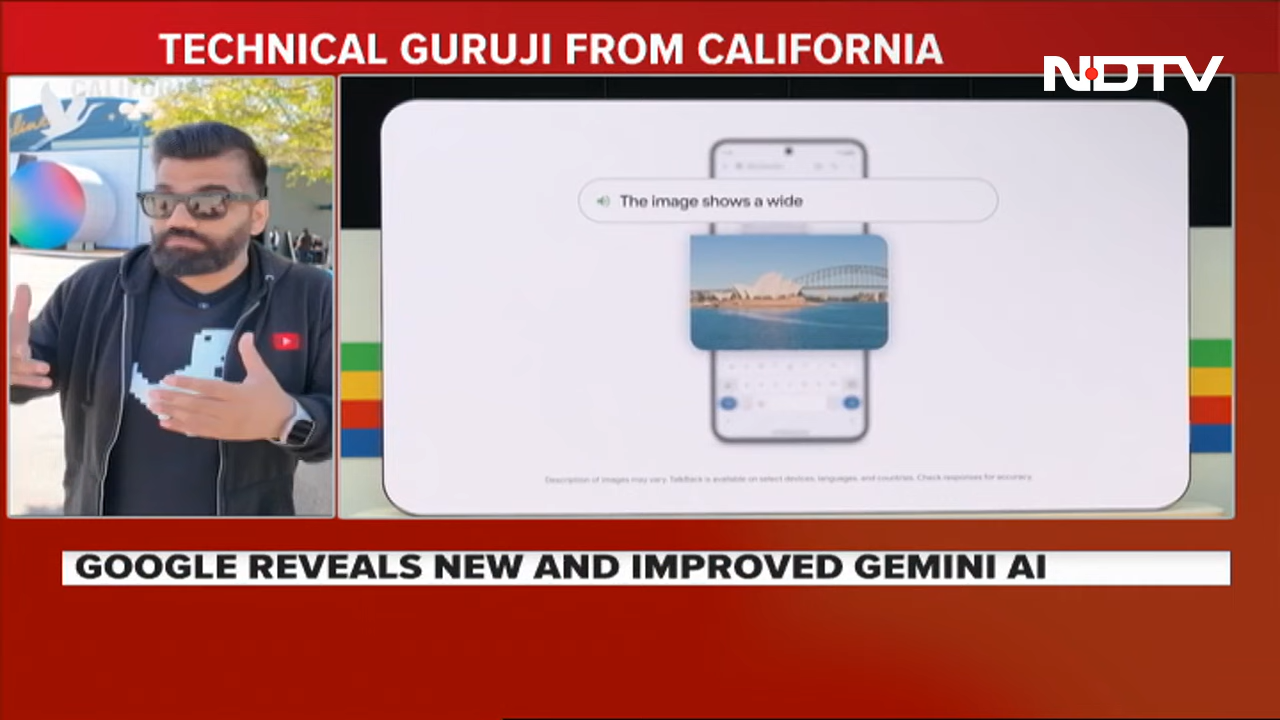 TECHNICAL GURUJI FROM CALIFORNIA
NDTV
CALIFORNIA
The image shows a wide
Description of images may vary. TalkBack is available on select devices, languages, and countries. Check responses for accuracy.
GOOGLE REVEALS NEW AND IMPROVED GEMINI AI